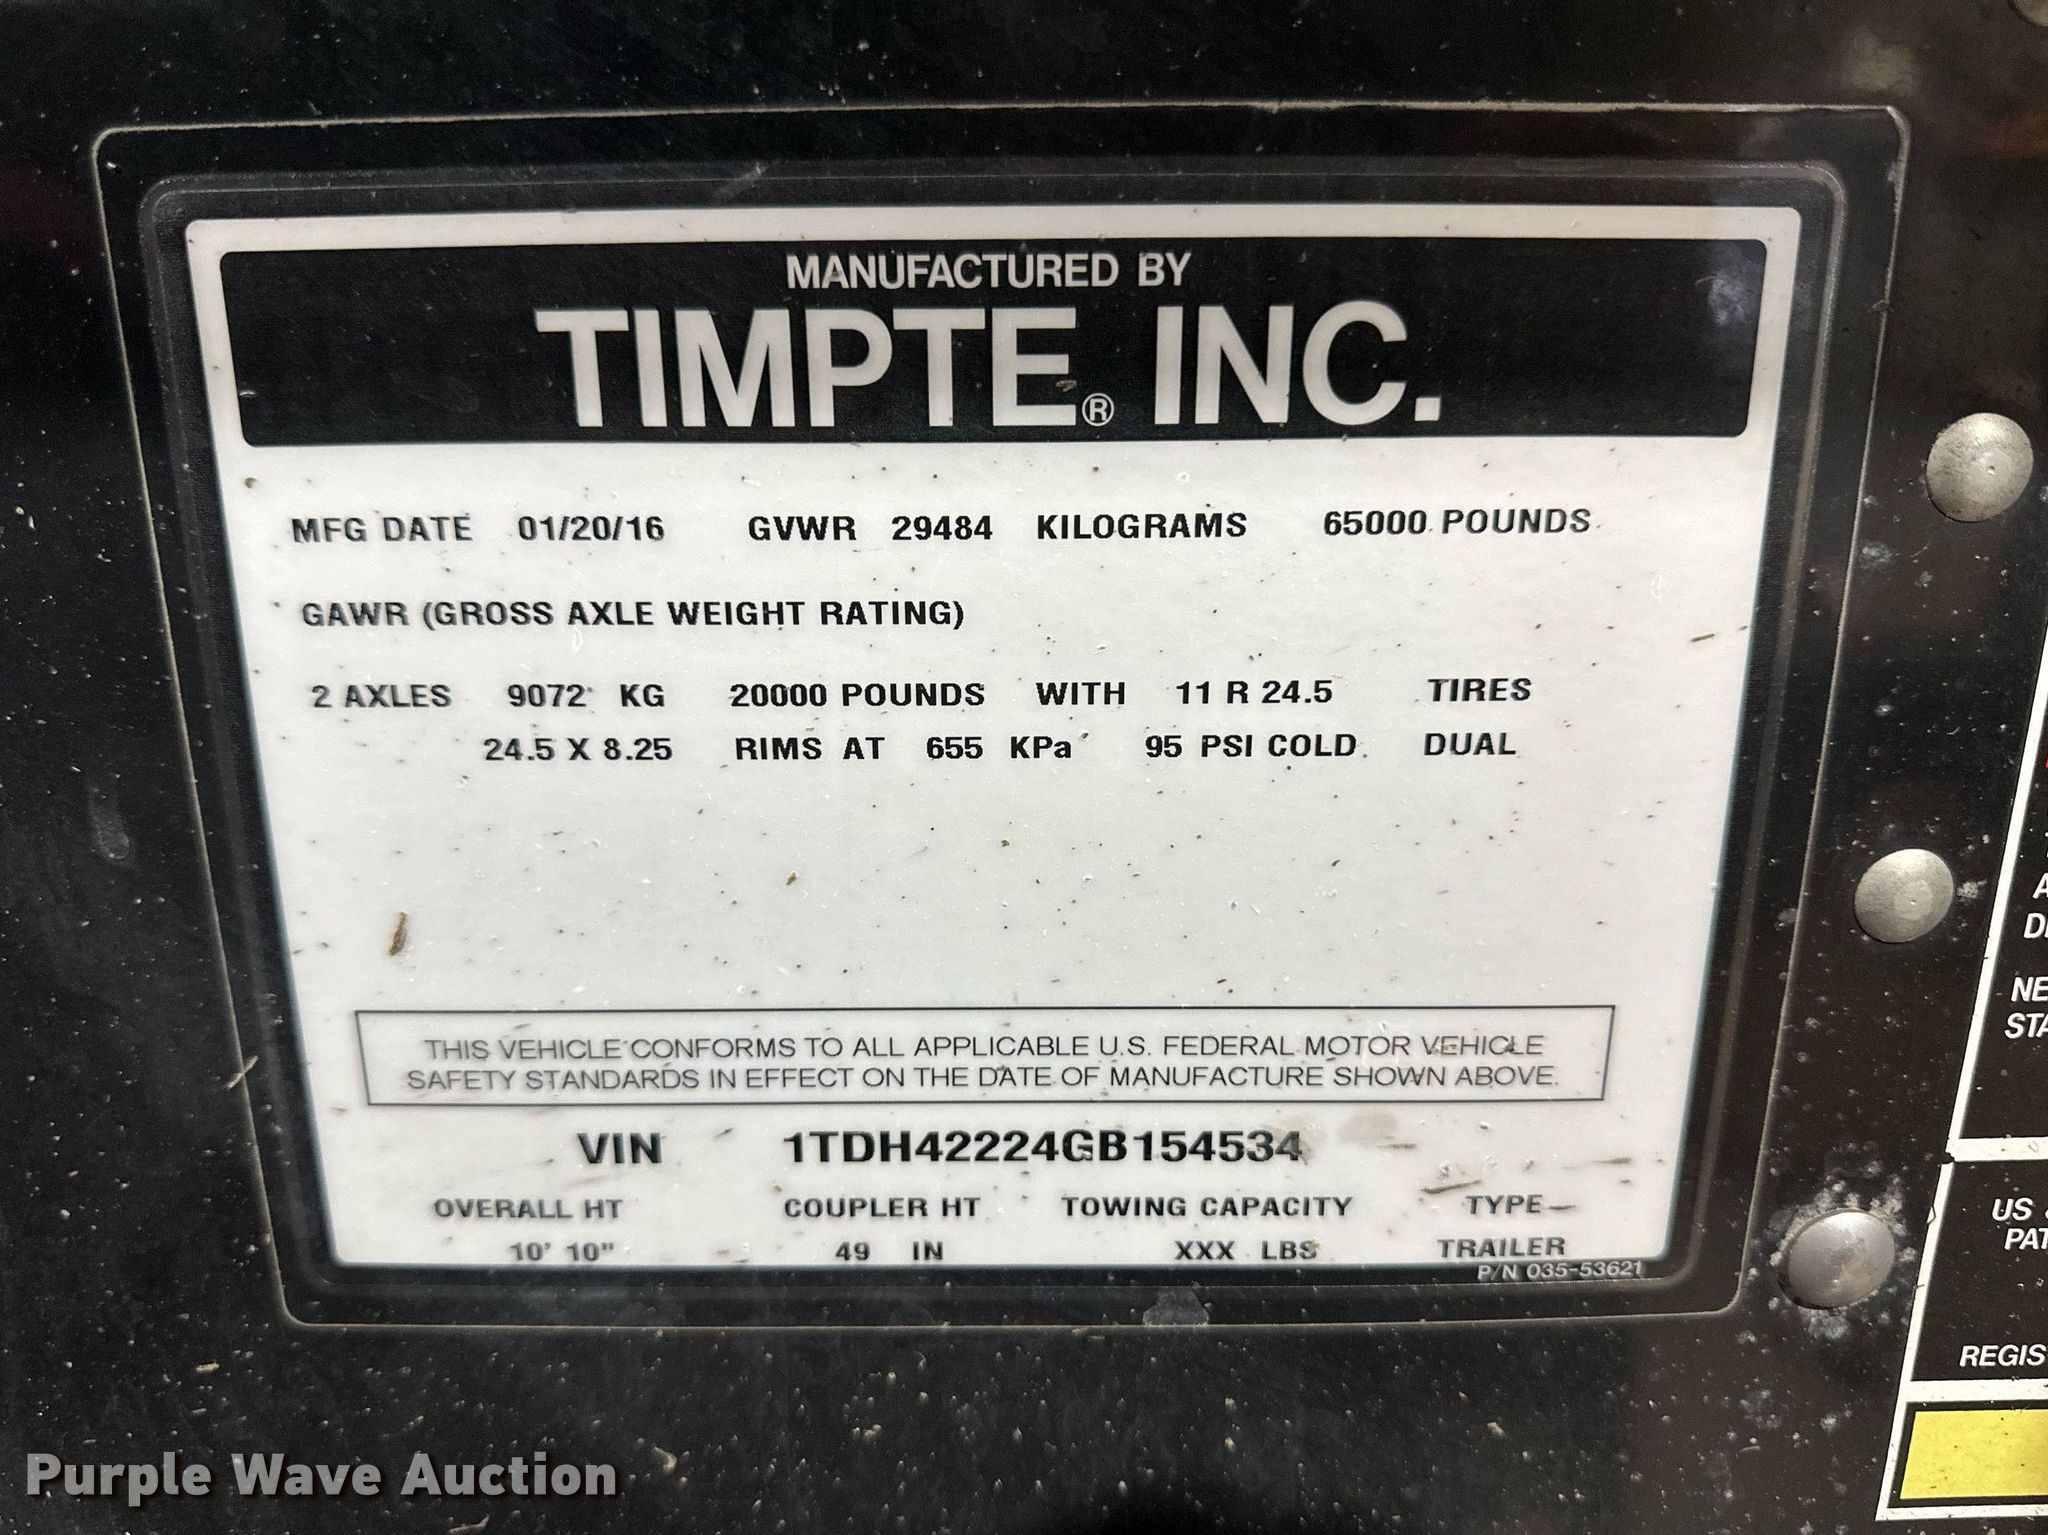 MANUFACTURED BY
TIMPTE® INC.
MFG DATE 01/20/16 GVWR 29484 KILOGRAMS 65000 POUNDS
GAWR (GROSS AXLE WEIGHT RATING)
2 AXLES 9072 KG 20000 POUNDS WITH 11 R 24.5 TIRES
24.5 X 8.25 RIMS AT 655 KPa 95 PSI COLD DUAL
THIS VEHICLE CONFORMS TO ALL APPLICABLE U.S. FEDERAL MOTOR VEHICLE
SAFETY STANDARDS IN EFFECT ON THE DATE OF MANUFACTURE SHOWN ABOVE.
VIN 1TDH42224GB154534
OVERALL HT COUPLER HT TOWING CAPACITY TYPE
10' 10" 49 IN XXX LBS TRAILER
P/N 035-53621
NE
STA
US
PAT
REGIS
Purple Wave Auction